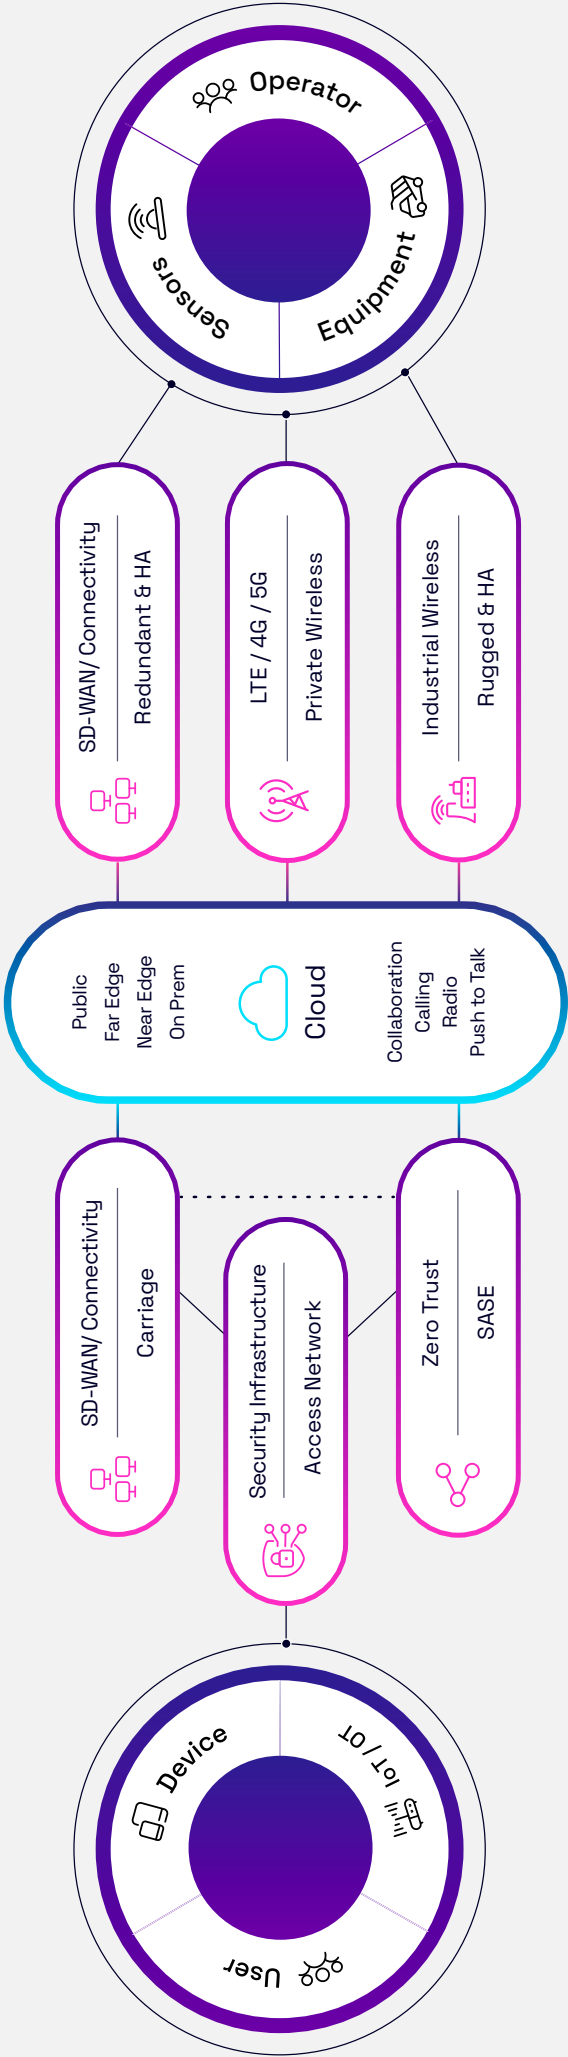 Operator
Sensors
Equipment
SD-WAN/ Connectivity
Redundant & HA
LTE / 4G / 5G
Private Wireless
Industrial Wireless
Rugged & HA
Public
Far Edge
Near Edge
On Prem
Cloud
Collaboration
Calling
Radio
Push to Talk
SD-WAN/ Connectivity
Carriage
Security Infrastructure
Access Network
Zero Trust
SASE
Device
IoT / OT
User